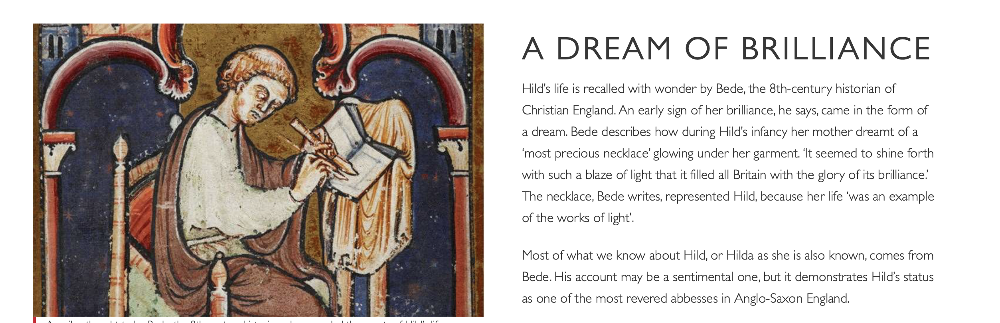 A DREAM OF BRILLIANCE
Hild’s life is recalled with wonder by Bede, the 8th-century historian of
Christian England. An early sign of her brilliance, he says, came in the form of
a dream. Bede describes how during Hild’s infancy her mother dreamt of a
‘most precious necklace’ glowing under her garment. ‘It seemed to shine forth
with such a blaze of light that it filled all Britain with the glory of its brilliance.’
The necklace, Bede writes, represented Hild, because her life ‘was an example
of the works of light’.
Most of what we know about Hild, or Hilda as she is also known, comes from
Bede. His account may be a sentimental one, but it demonstrates Hild’s status
as one of the most revered abbesses in Anglo-Saxon England.